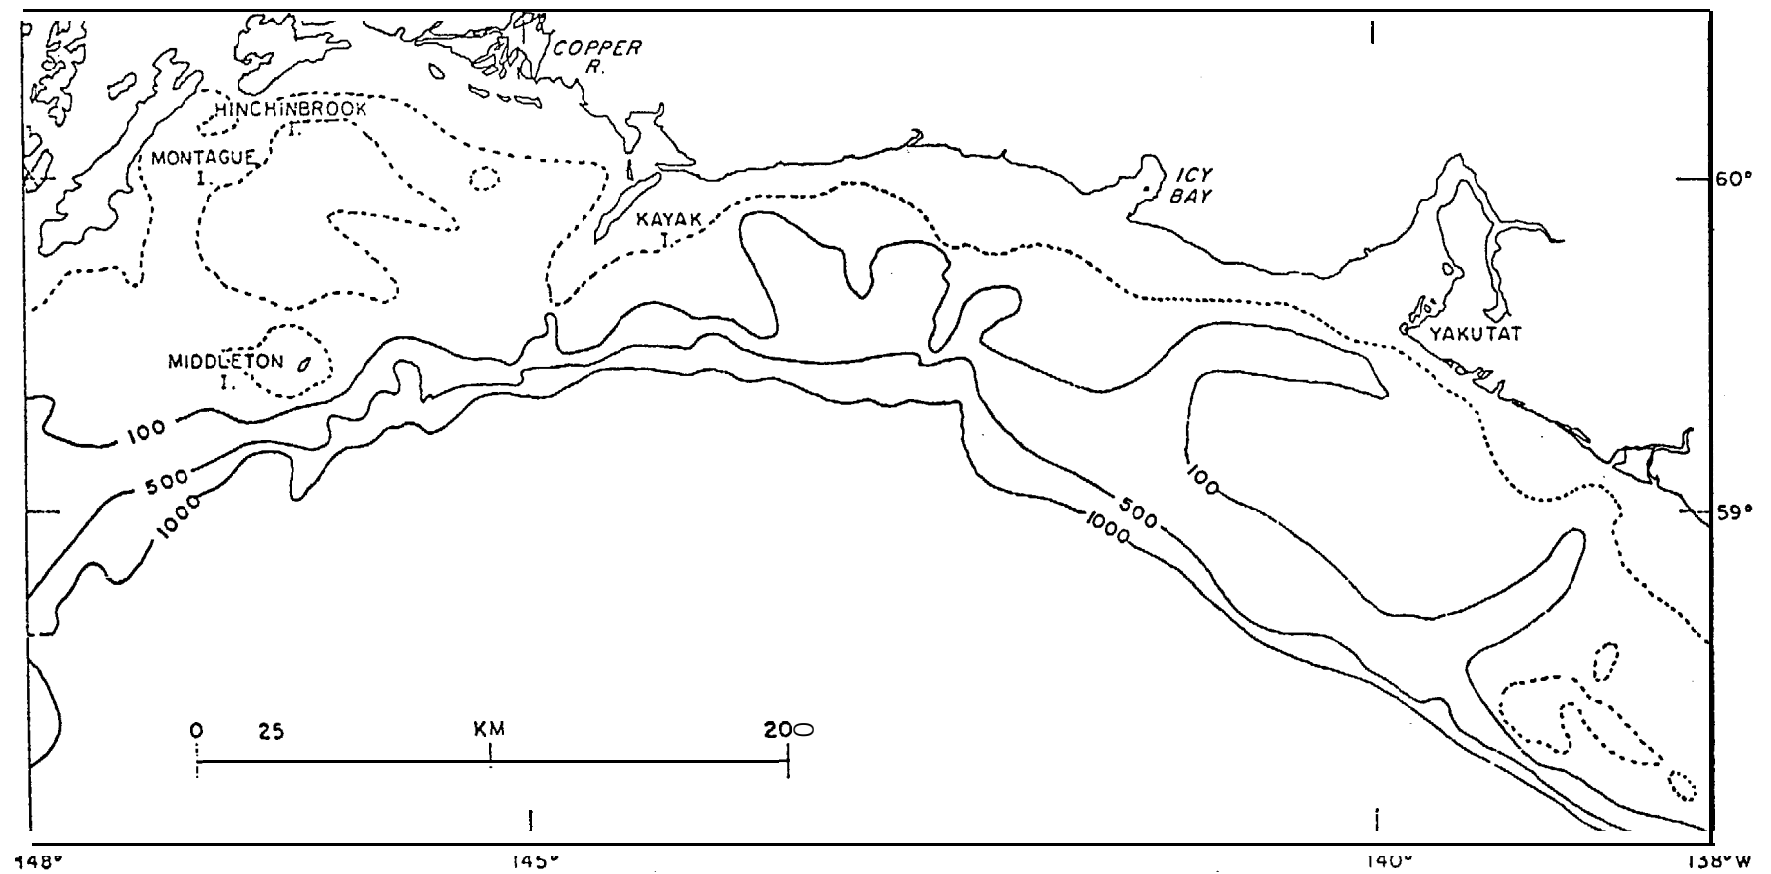 COPPER
R.
HINCHINBROOK
I.
MONTAGUE
I.
ICY
BAY
60°
KAYAK
I.
YAKUTAT
MIDDLETON
I.
100
500
1000
100
500
1000
59°
0 25 KM 200
148° 145° 140° 138°W